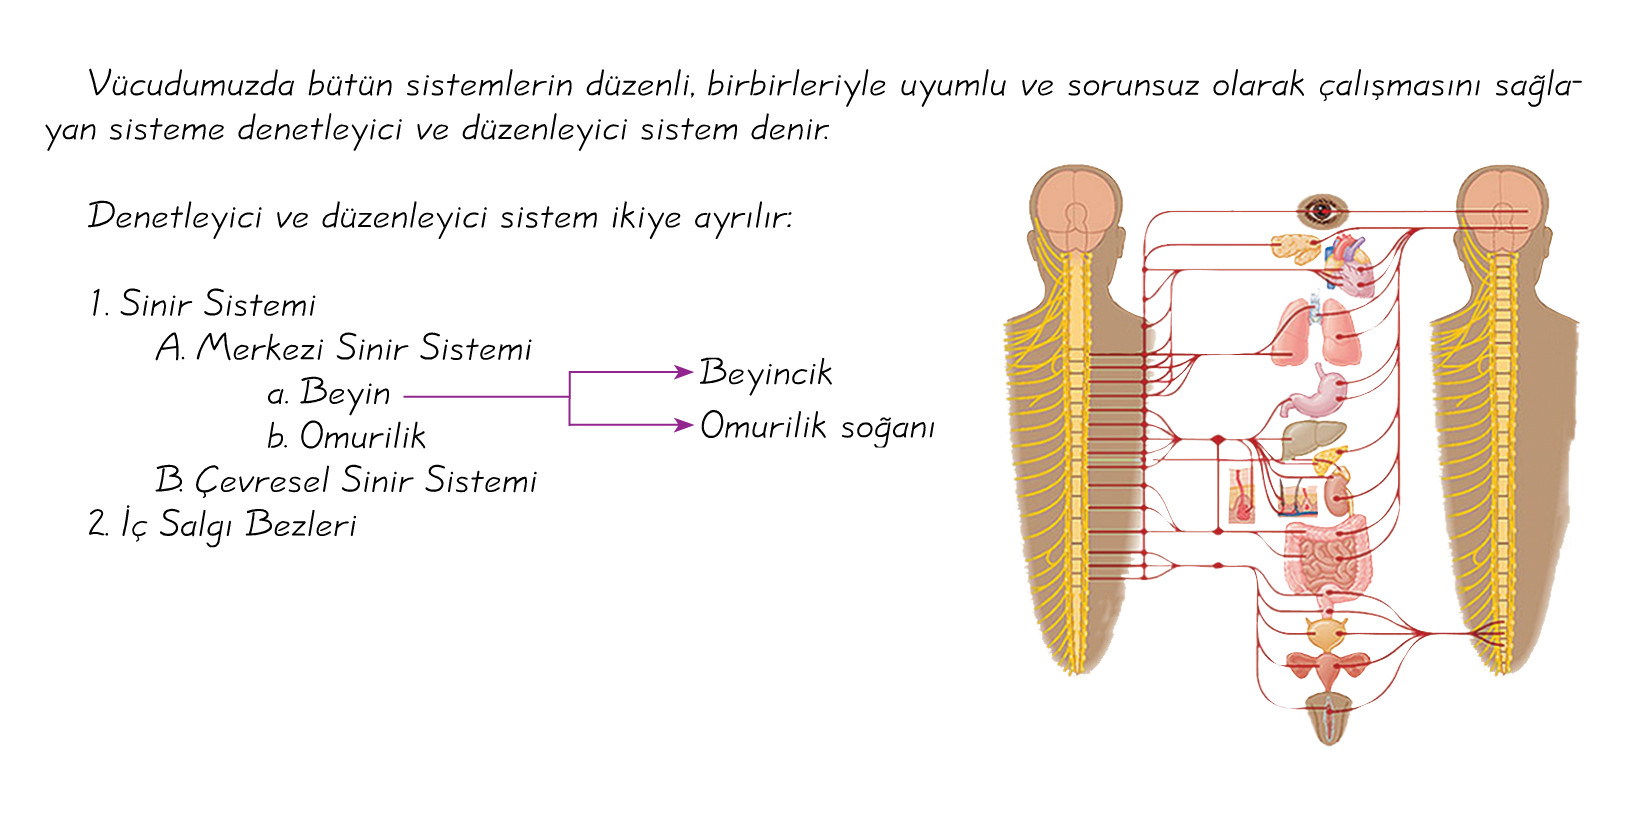 Vücudumuzda bütün sistemlerin düzenli, birbirleriyle uyumlu ve sorunsuz olarak çalışmasını sağla-
yan sisteme denetleyici ve düzenleyici sistem denir.
Denetleyici ve düzenleyici sistem ikiye ayrılır:
1. Sinir Sistemi
A. Merkezi Sinir Sistemi
a. Beyin
Beyincik
Omurilik soğanı
b. Omurilik
B. Çevresel Sinir Sistemi
2. İç Salgı Bezleri